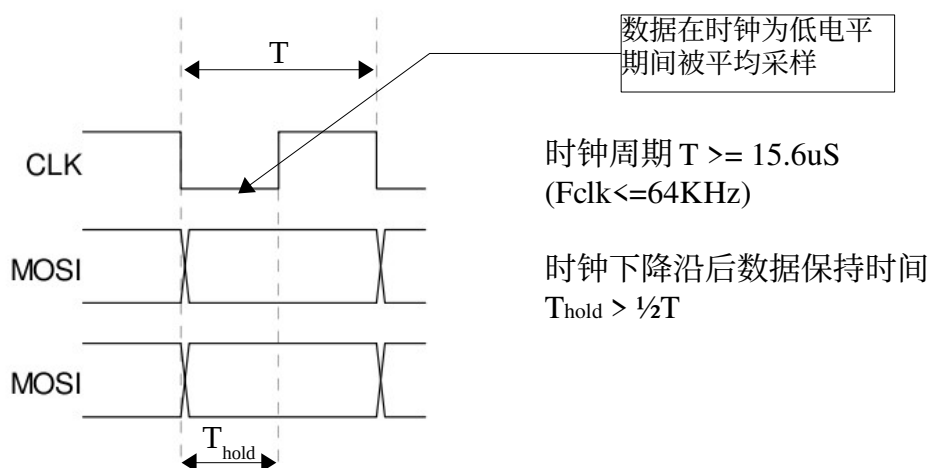 数据在时钟为低电平
期间被平均采样
T
CLK
时钟周期 T >= 15.6uS
(Fclk<=64KHz)
MOSI
时钟下降沿后数据保持时间
Thold > ½T
MOSI
Thold